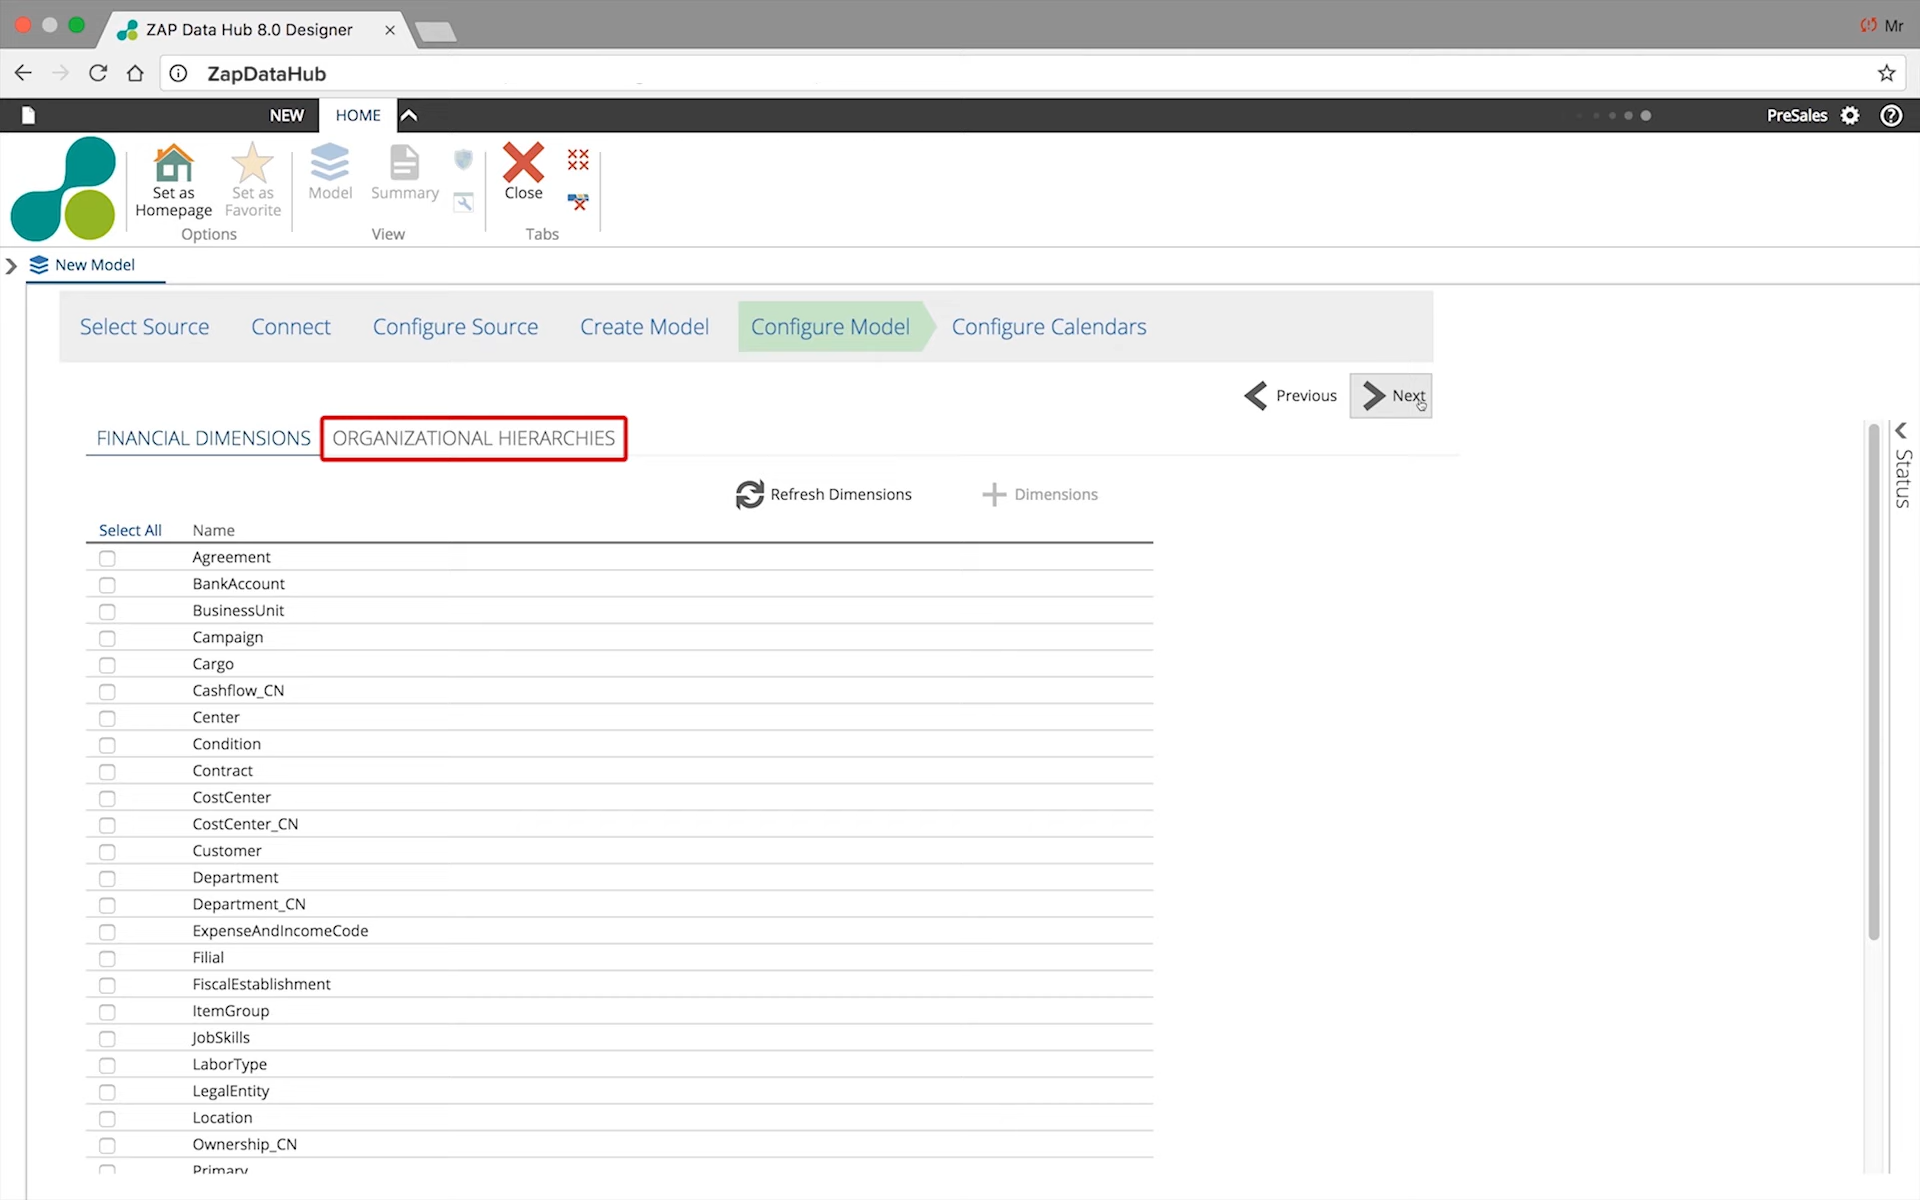 ZAP Data Hub 8.0 Designer
Mr
ZapDataHub
NEW HOME PreSales
Set as Homepage
Set as Favorite
Model
Summary
Close
Options View Tabs
New Model
Select Source Connect Configure Source Create Model Configure Model Configure Calendars
Previous Next
FINANCIAL DIMENSIONS ORGANIZATIONAL HIERARCHIES
Status
Refresh Dimensions Dimensions
Select All Name
Agreement
BankAccount
BusinessUnit
Campaign
Cargo
Cashflow_CN
Center
Condition
Contract
CostCenter
CostCenter_CN
Customer
Department
Department_CN
ExpenseAndIncomeCode
Filial
FiscalEstablishment
ItemGroup
JobSkills
LaborType
LegalEntity
Location
Ownership_CN
Primary